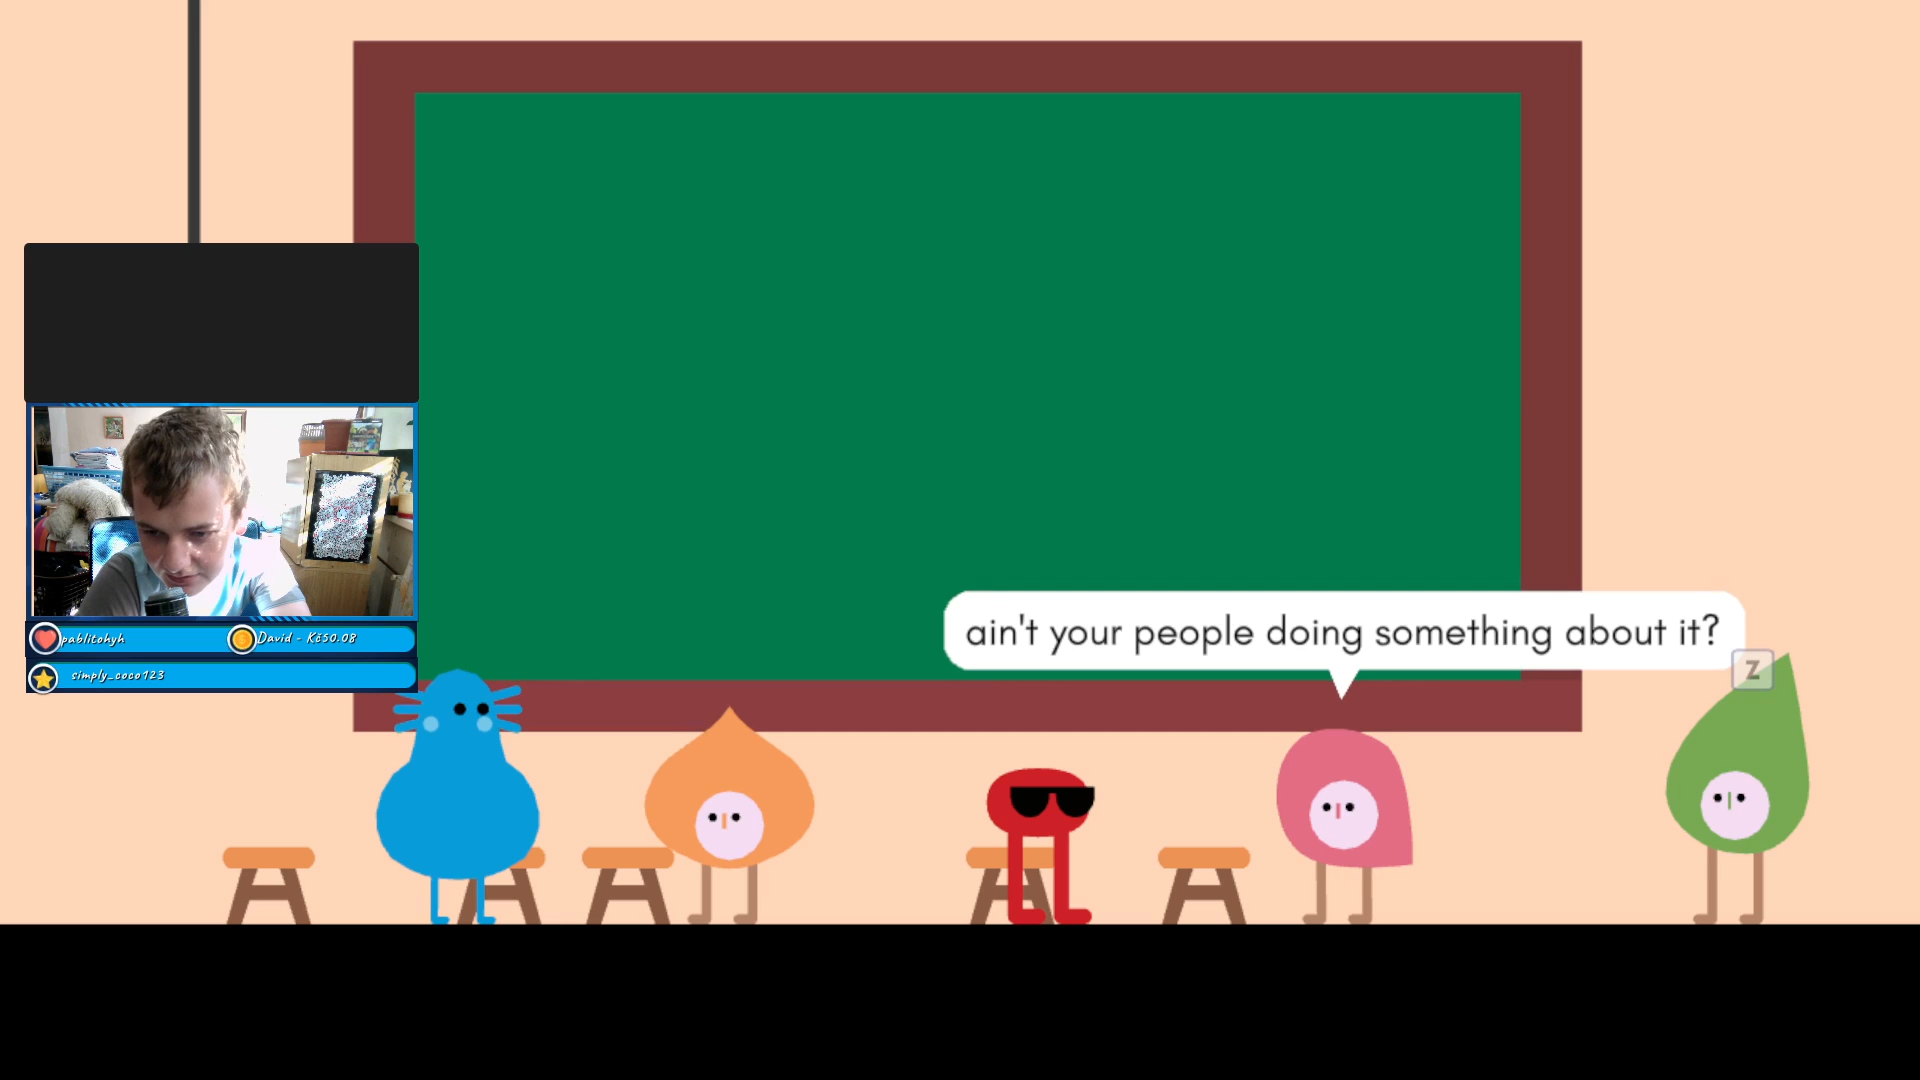 ain't your people doing something about it?
Z
pablitohyh
David - Kč50.08
simply_coco123